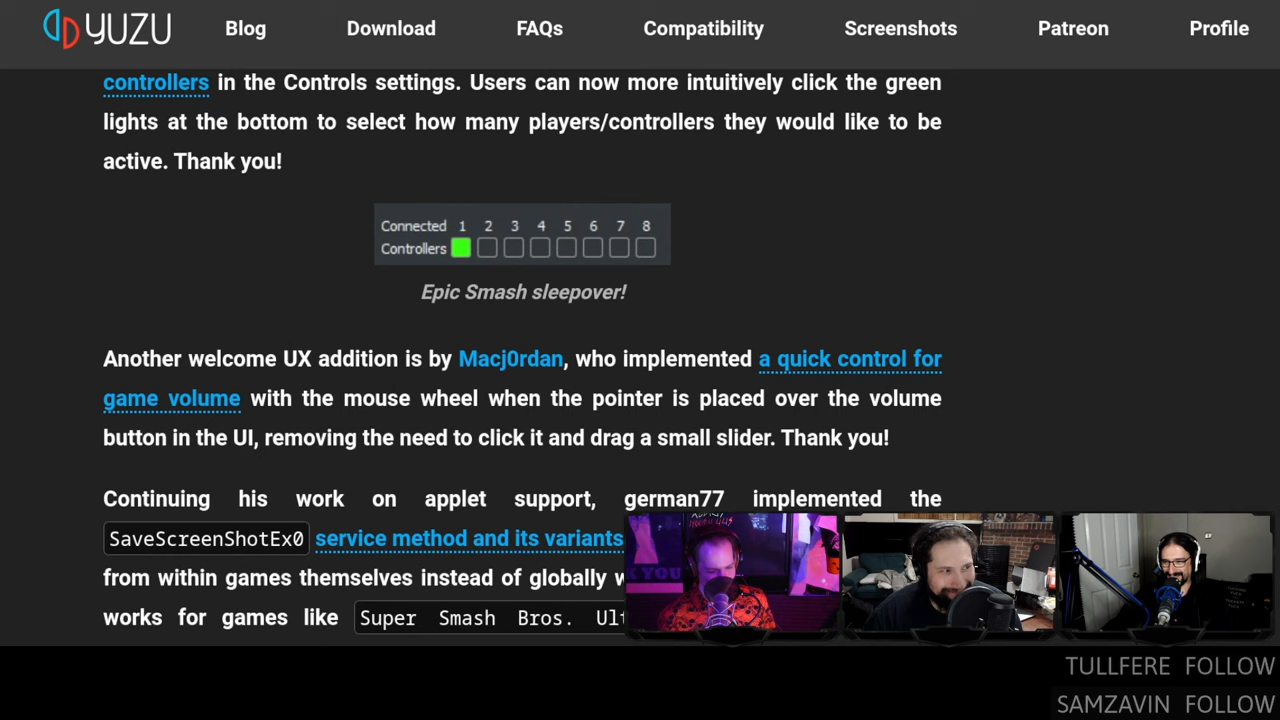 YUZU Blog Download FAQs Compatibility Screenshots Patreon Profile
controllers in the Controls settings. Users can now more intuitively click the green
lights at the bottom to select how many players/controllers they would like to be
active. Thank you!
Connected 1 2 3 4 5 6 7 8
Controllers
Epic Smash sleepover!
Another welcome UX addition is by Macj0rdan, who implemented a quick control for
game volume with the mouse wheel when the pointer is placed over the volume
button in the UI, removing the need to click it and drag a small slider. Thank you!
Continuing his work on applet support, german77 implemented the
SaveScreenShotEx0 service method and its variants
from within games themselves instead of globally w
works for games like Super Smash Bros. Ult
TULLFERE FOLLOW
SAMZAVIN FOLLOW